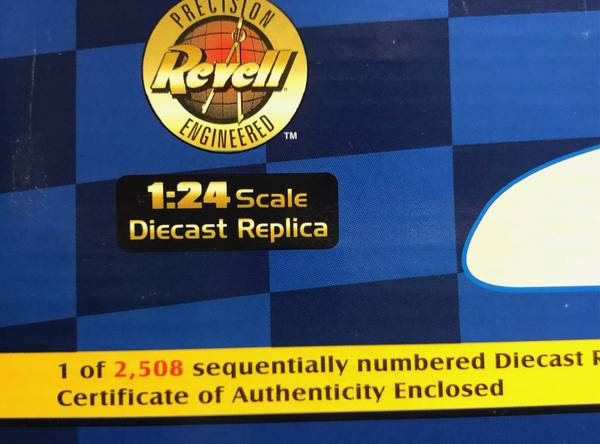 PRECISION
Revell
ENGINEERED
™
1:24 Scale
Diecast Replica
1 of 2,508 sequentially numbered Diecast R
Certificate of Authenticity Enclosed